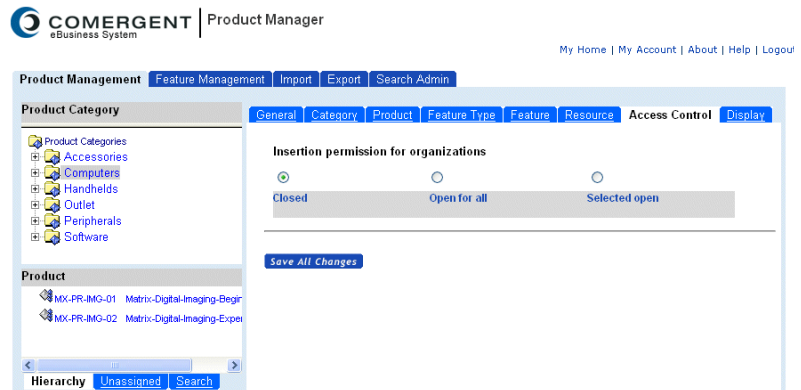 COMERGENT
eBusiness System
Product Manager
My Home | My Account | About | Help | Logout
Product Management Feature Management Import Export Search Admin
Product Category
General Category Product Feature Type Feature Resource Access Control Display
Product Categories
Accessories
Computers
Handhelds
Outlet
Peripherals
Software
Insertion permission for organizations
Closed Open for all Selected open
Save All Changes
Product
MX-PR-IMG-01 Matrix-Digital-Imaging-Begin
MX-PR-IMG-02 Matrix-Digital-Imaging-Exper
Hierarchy Unassigned Search